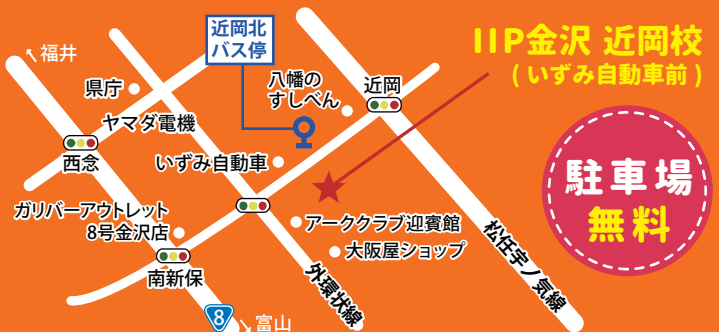 近岡北
バス停
IIP金沢 近岡校
(いずみ自動車前)
↖福井
八幡の
すしべん
近岡
県庁
ヤマダ電機
西念
いずみ自動車
駐車場
無料
ガリバーアウトレット
8号金沢店
アーククラブ迎賓館
大阪屋ショップ
南新保
外環状線
松任宇ノ気線
8
↘富山